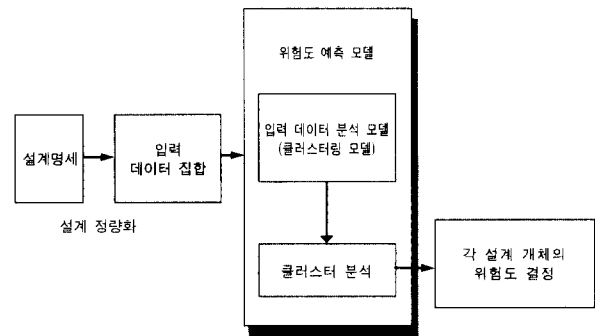 위험도 예측 모델
설계명세
입력
데이터 집합
설계 정량화
입력 데이터 분석 모델
(클러스터링 모델)
클러스터 분석
각 설계 개체의
위험도 결정